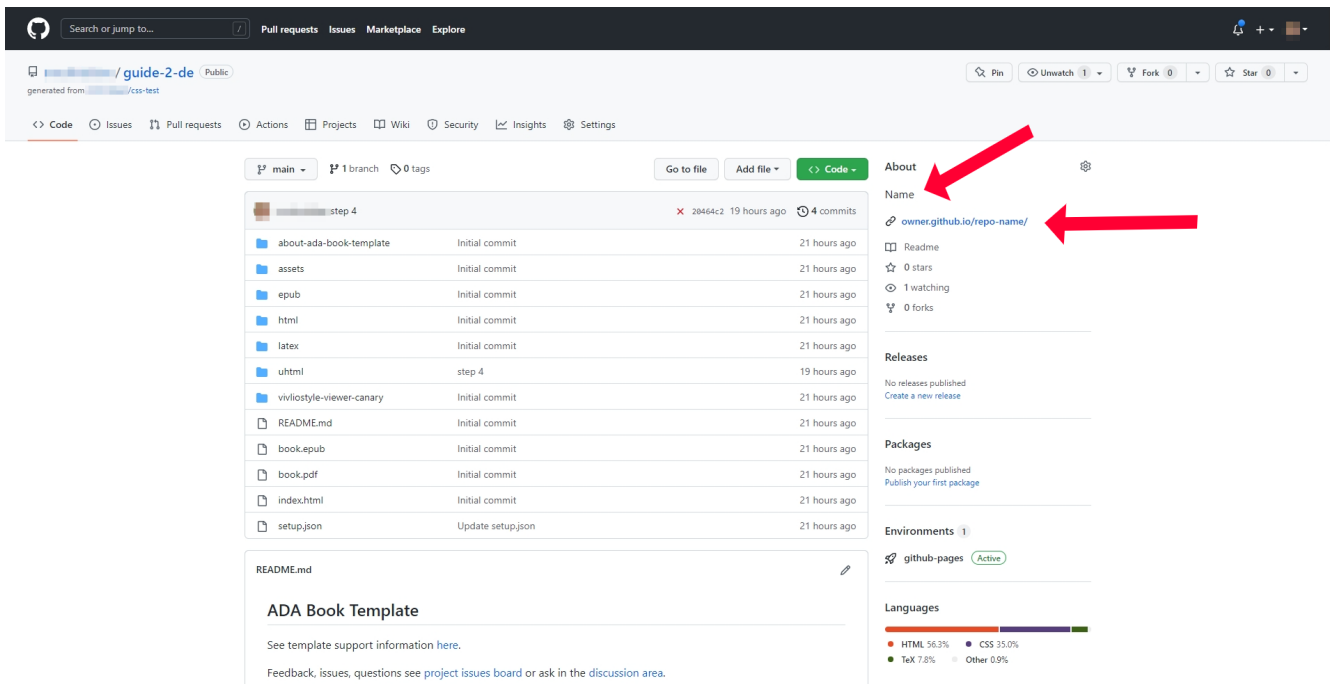 Search or jump to... /
Pull requests Issues Marketplace Explore
/ guide-2-de Public
Pin Unwatch 1 Fork 0 Star 0
generated from /css-test
<> Code Issues Pull requests Actions Projects Wiki Security Insights Settings
main 1 branch 0 tags Go to file Add file <> Code
step 4 20464c2 19 hours ago 4 commits
about-ada-book-template Initial commit 21 hours ago
assets Initial commit 21 hours ago
epub Initial commit 21 hours ago
html Initial commit 21 hours ago
latex Initial commit 21 hours ago
uhtml step 4 19 hours ago
vivliostyle-viewer-canary Initial commit 21 hours ago
README.md Initial commit 21 hours ago
book.epub Initial commit 21 hours ago
book.pdf Initial commit 21 hours ago
index.html Initial commit 21 hours ago
setup.json Update setup.json 21 hours ago
README.md
ADA Book Template
See template support information here.
Feedback, issues, questions see project issues board or ask in the discussion area.
About
Name
owner.github.io/repo-name/
Readme
0 stars
1 watching
0 forks
Releases
No releases published
Create a new release
Packages
No packages published
Publish your first package
Environments 1
github-pages Active
Languages
HTML 56.3% CSS 35.0%
TeX 7.8% Other 0.9%